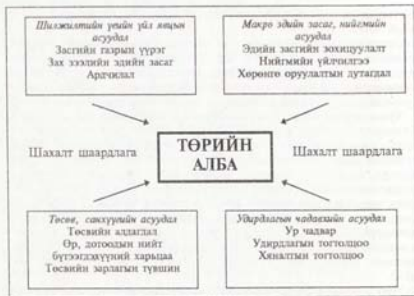 Шилжилтийн үеийн үйл явцын
асуудал
Засгийн газрын үүрэг
Зах зээлийн эдийн засаг
Ардчилал
Макро эдийн засаг, нийгмийн
асуудал
Эдийн засгийн зохицуулалт
Нийгмийн үйлчилгээ
Хөрөнгө оруулалтын дутагдал
Шахалт шаардлага
ТӨРИЙН
АЛБА
Шахалт шаардлага
Төсөв, санхүүгийн асуудал
Төсвийн алдагдал
Өр, дотоодын нийт
бүтээгдэхүүний харьцаа
Төсвийн зарлагын түвшин
Удирдлагын чадавхийн асуудал
Ур чадвар
Удирдлагын тогтолцоо
Хяналтын тогтолцоо